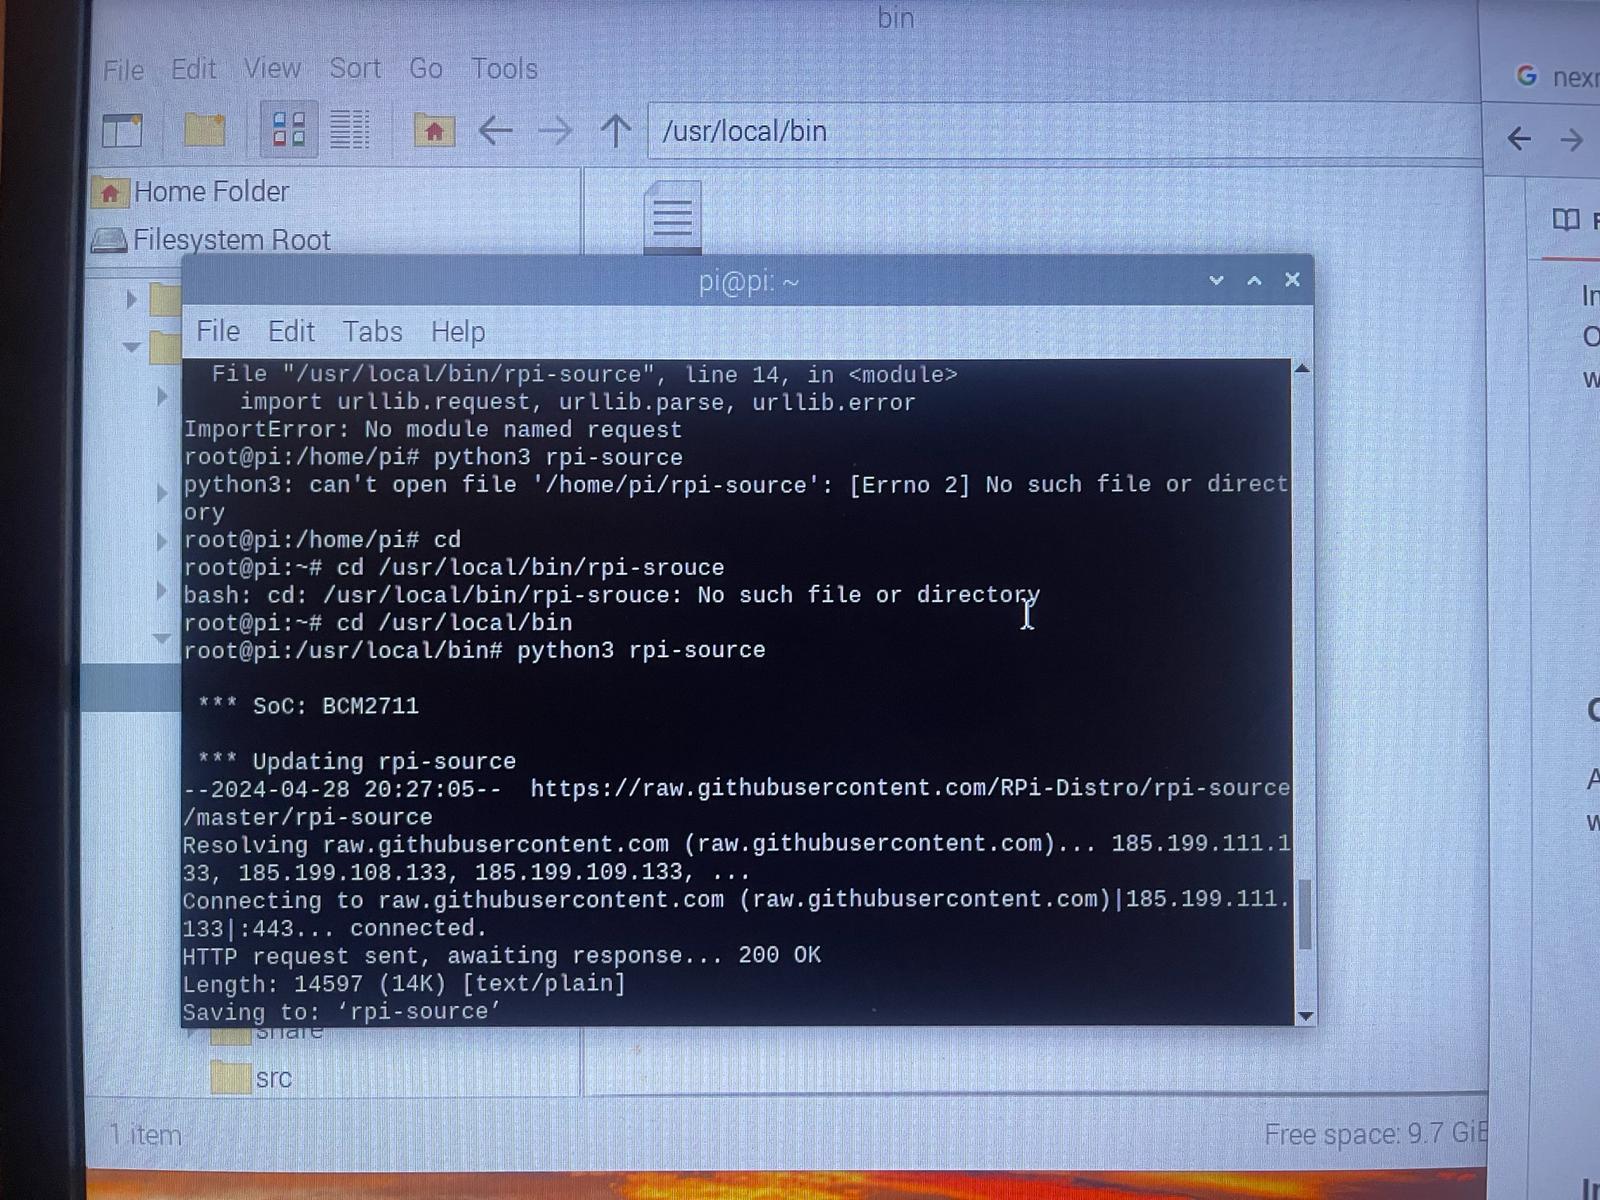 bin
File Edit View Sort Go Tools
/usr/local/bin
Home Folder
Filesystem Root
pi@pi: ~
File Edit Tabs Help
  File "/usr/local/bin/rpi-source", line 14, in <module>
    import urllib.request, urllib.parse, urllib.error
ImportError: No module named request
root@pi:/home/pi# python3 rpi-source
python3: can't open file '/home/pi/rpi-source': [Errno 2] No such file or direct
ory
root@pi:/home/pi# cd
root@pi:~# cd /usr/local/bin/rpi-srouce
bash: cd: /usr/local/bin/rpi-srouce: No such file or directory
root@pi:~# cd /usr/local/bin
root@pi:/usr/local/bin# python3 rpi-source
 *** SoC: BCM2711
 *** Updating rpi-source
--2024-04-28 20:27:05--  https://raw.githubusercontent.com/RPi-Distro/rpi-source
/master/rpi-source
Resolving raw.githubusercontent.com (raw.githubusercontent.com)... 185.199.111.1
33, 185.199.108.133, 185.199.109.133, ...
Connecting to raw.githubusercontent.com (raw.githubusercontent.com)|185.199.111.
133|:443... connected.
HTTP request sent, awaiting response... 200 OK
Length: 14597 (14K) [text/plain]
Saving to: ‘rpi-source’
share
src
1 item
Free space: 9.7 GiB